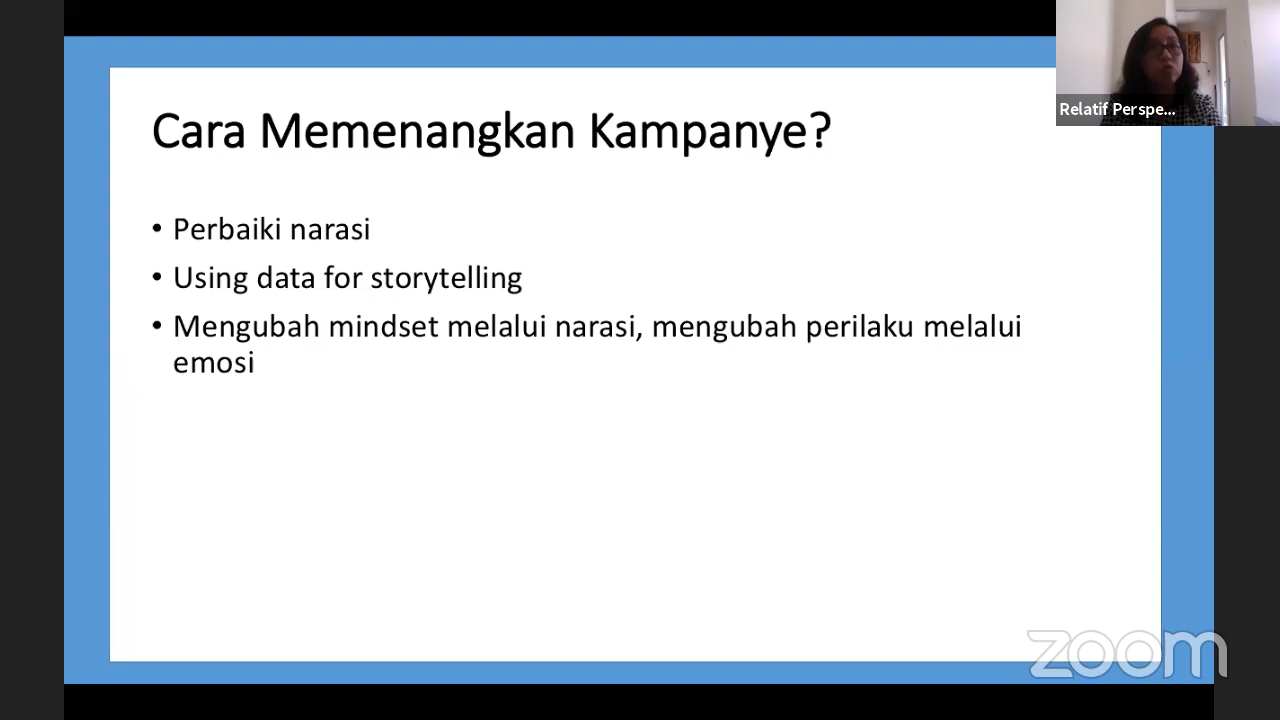 Relatif Perspe...
Cara Memenangkan Kampanye?
• Perbaiki narasi
• Using data for storytelling
• Mengubah mindset melalui narasi, mengubah perilaku melalui
emosi
zoom